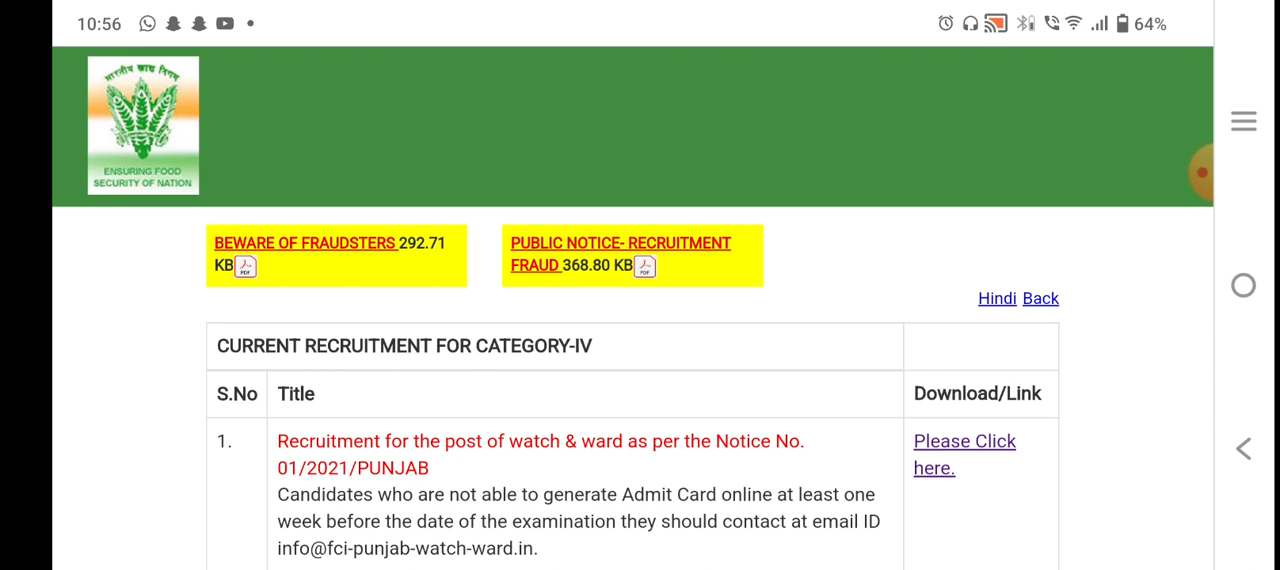 10:56
64%
भारतीय खाद्य निगम
ENSURING FOOD
SECURITY OF NATION
BEWARE OF FRAUDSTERS 292.71
KB
PDF
PUBLIC NOTICE- RECRUITMENT
FRAUD 368.80 KB
PDF
Hindi Back
CURRENT RECRUITMENT FOR CATEGORY-IV
S.No Title Download/Link
1. Recruitment for the post of watch & ward as per the Notice No. Please Click
01/2021/PUNJAB here.
Candidates who are not able to generate Admit Card online at least one
week before the date of the examination they should contact at email ID
info@fci-punjab-watch-ward.in.